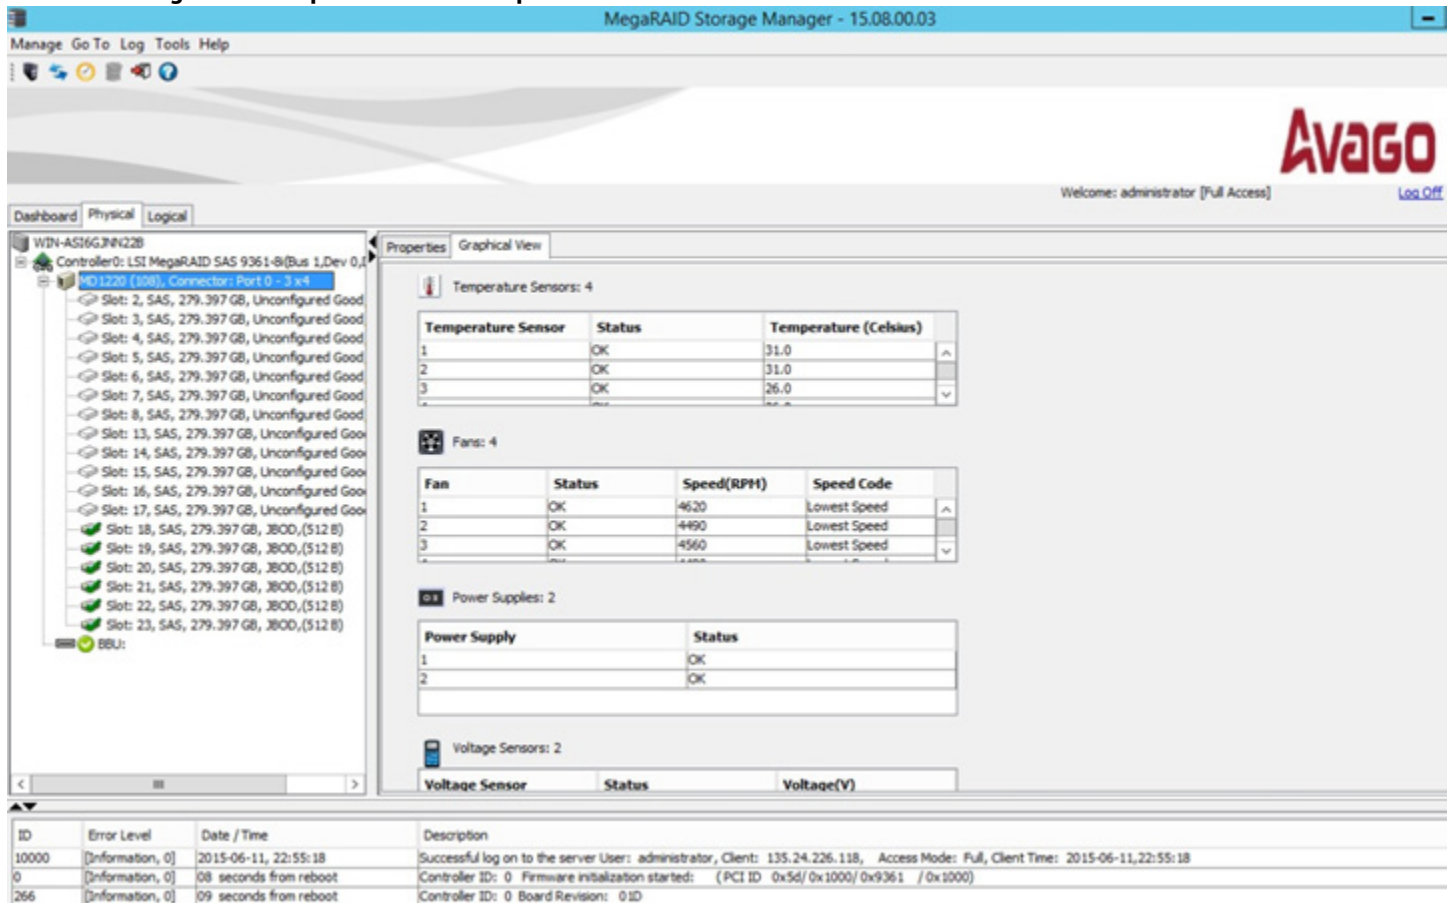 MegaRAID Storage Manager - 15.08.00.03
Manage Go To Log Tools Help
Avago
Welcome: administrator [Full Access] Log Off
Dashboard Physical Logical
WIN-ASI6GJNN22B
Controller0: LSI MegaRAID SAS 9361-8i(Bus 1,Dev 0,
MD1220 (108), Connector: Port 0 - 3 x4
Slot: 2, SAS, 279.397 GB, Unconfigured Good,
Slot: 3, SAS, 279.397 GB, Unconfigured Good,
Slot: 4, SAS, 279.397 GB, Unconfigured Good,
Slot: 5, SAS, 279.397 GB, Unconfigured Good,
Slot: 6, SAS, 279.397 GB, Unconfigured Good,
Slot: 7, SAS, 279.397 GB, Unconfigured Good,
Slot: 8, SAS, 279.397 GB, Unconfigured Good,
Slot: 13, SAS, 279.397 GB, Unconfigured Goo
Slot: 14, SAS, 279.397 GB, Unconfigured Goo
Slot: 15, SAS, 279.397 GB, Unconfigured Goo
Slot: 16, SAS, 279.397 GB, Unconfigured Goo
Slot: 17, SAS, 279.397 GB, Unconfigured Goo
Slot: 18, SAS, 279.397 GB, JBOD,(512 B)
Slot: 19, SAS, 279.397 GB, JBOD,(512 B)
Slot: 20, SAS, 279.397 GB, JBOD,(512 B)
Slot: 21, SAS, 279.397 GB, JBOD,(512 B)
Slot: 22, SAS, 279.397 GB, JBOD,(512 B)
Slot: 23, SAS, 279.397 GB, JBOD,(512 B)
BBU:
Properties Graphical View
Temperature Sensors: 4
Temperature Sensor Status Temperature (Celsius)
1 OK 31.0
2 OK 31.0
3 OK 26.0
Fans: 4
Fan Status Speed(RPM) Speed Code
1 OK 4620 Lowest Speed
2 OK 4490 Lowest Speed
3 OK 4560 Lowest Speed
Power Supplies: 2
Power Supply Status
1 OK
2 OK
Voltage Sensors: 2
Voltage Sensor Status Voltage(V)
ID Error Level Date / Time Description
10000 [Information, 0] 2015-06-11, 22:55:18 Successful log on to the server User: administrator, Client: 135.24.226.118, Access Mode: Full, Client Time: 2015-06-11,22:55:18
0 [Information, 0] 08 seconds from reboot Controller ID: 0 Firmware initialization started: (PCI ID 0x5d/ 0x1000/ 0x9361 / 0x1000)
266 [Information, 0] 09 seconds from reboot Controller ID: 0 Board Revision: 01D